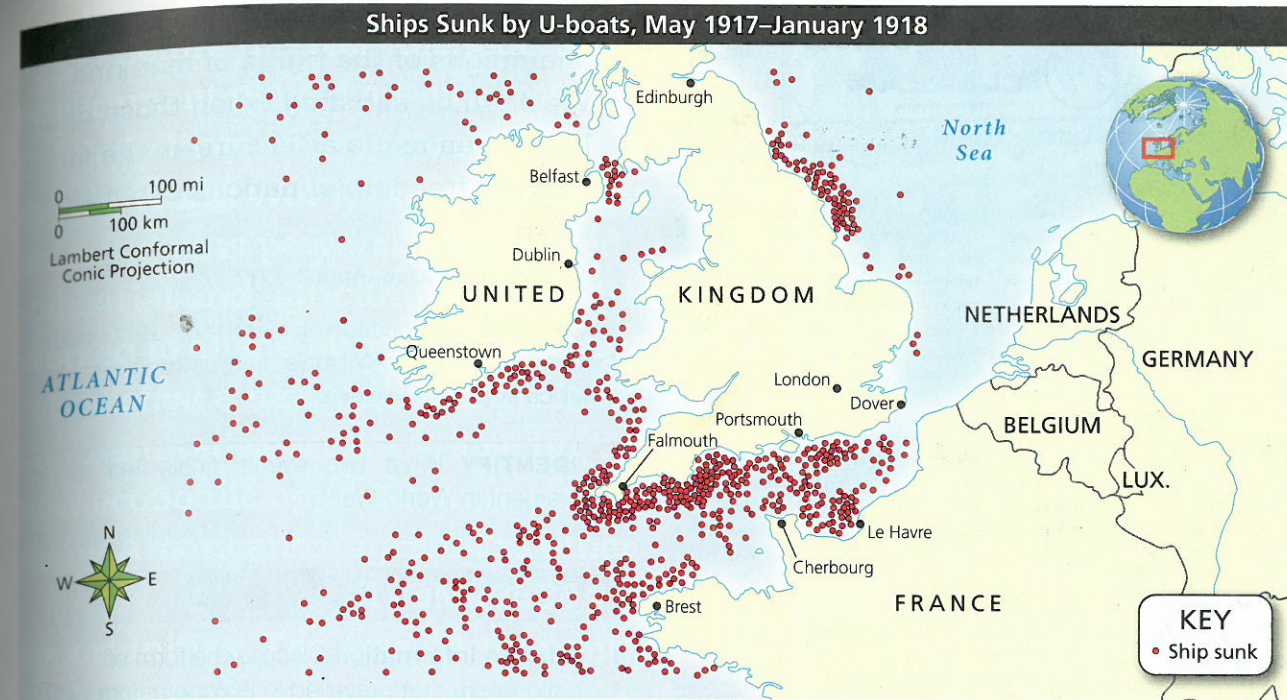 Ships Sunk by U-boats, May 1917–January 1918
Edinburgh
North
Sea
Belfast
0 100 mi
0 100 km
Lambert Conformal
Conic Projection
Dublin
UNITED KINGDOM
NETHERLANDS
Queenstown
GERMANY
ATLANTIC
OCEAN
London
Dover
Portsmouth
BELGIUM
Falmouth
LUX.
N
W E
S
Le Havre
Cherbourg
Brest
FRANCE
KEY
Ship sunk